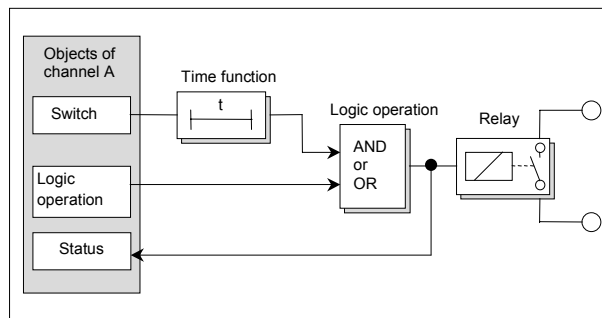 Objects of
channel A
Switch
Logic
operation
Status
Time function
t
Logic operation
AND
or
OR
Relay